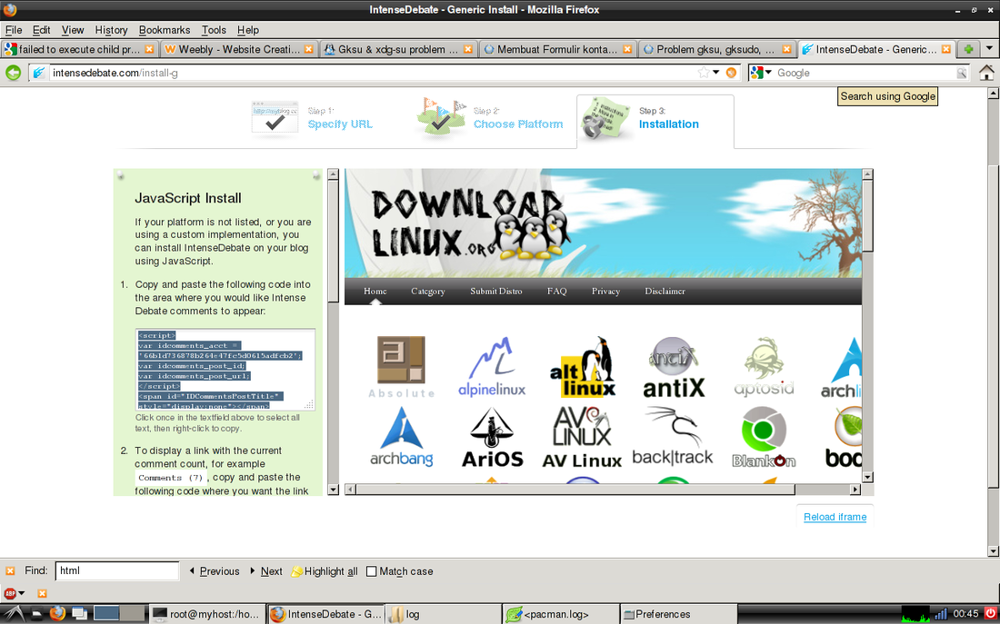 IntenseDebate - Generic Install - Mozilla Firefox
File Edit View History Bookmarks Tools Help
failed to execute child pr...
Weebly - Website Creati...
Gksu & xdg-su problem ...
Membuat Formulir konta...
Problem gksu, gksudo, ...
IntenseDebate - Generic...
intensedebate.com/install-g
Google
Search using Google
Step 1:
Specify URL
Step 2:
Choose Platform
Step 3:
Installation
JavaScript Install
If your platform is not listed, or you are
using a custom implementation, you
can install IntenseDebate on your blog
using JavaScript.
1. Copy and paste the following code into
the area where you would like Intense
Debate comments to appear:
<script>
var idcomments_acct =
'66b1d736878b264e47fc5d0615adfcb2';
var idcomments_post_id;
var idcomments_post_url;
</script>
<span id="IDCommentsPostTitle"
style="display:none"></span>
Click once in the textfield above to select all
text, then right-click to copy.
2. To display a link with the current
comment count, for example
Comments (7), copy and paste the
following code where you want the link
DOWNLOAD
LINUX.ORG
Home Category Submit Distro FAQ Privacy Disclaimer
a
Absolute
alpinelinux
alt
linux
antiX
antiX
aptosid
archli
archbang
AriOS
AV
LINUX
AV Linux
back|track
BlankOn
boo
Reload iframe
Find: html Previous Next Highlight all Match case
ABP
root@myhost:/ho...
IntenseDebate - G...
log
<pacman.log>
Preferences
00:45